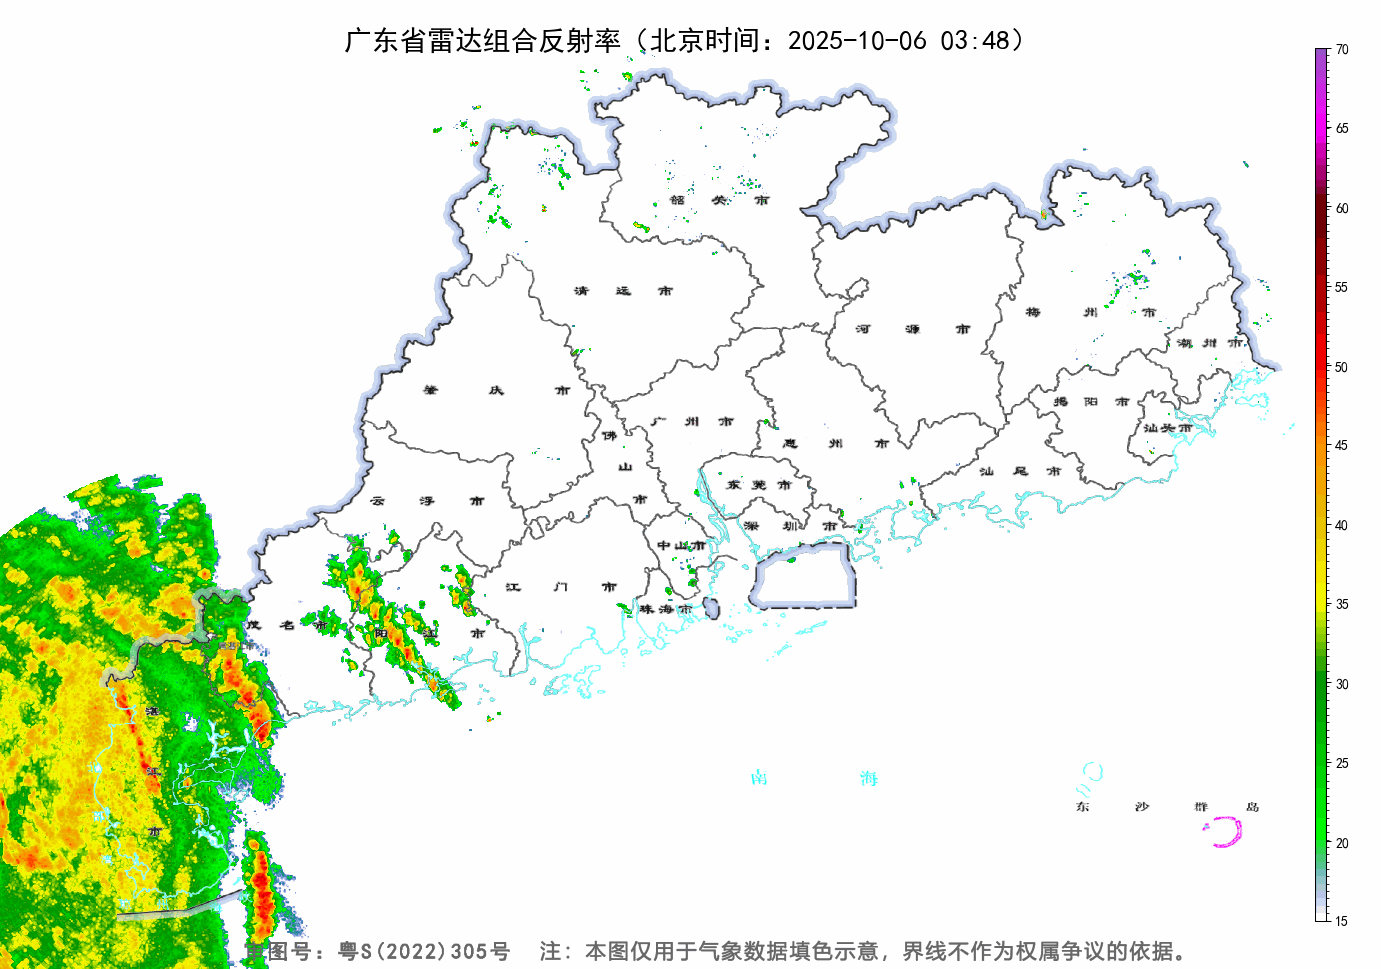 广东省雷达组合反射率（北京时间：2025-10-06 03:48）
70
65
60
55
50
45
40
35
30
25
20
15
韶关市
清远市
河源市
梅州市
潮州市
肇庆市
广州市
佛山市
惠州市
揭阳市
汕头市
汕尾市
云浮市
东莞市
深圳市
中山市
江门市
珠海市
茂名市
阳江市
湛江市
南海
东沙群岛
审图号：粤S(2022)305号 注：本图仅用于气象数据填色示意，界线不作为权属争议的依据。